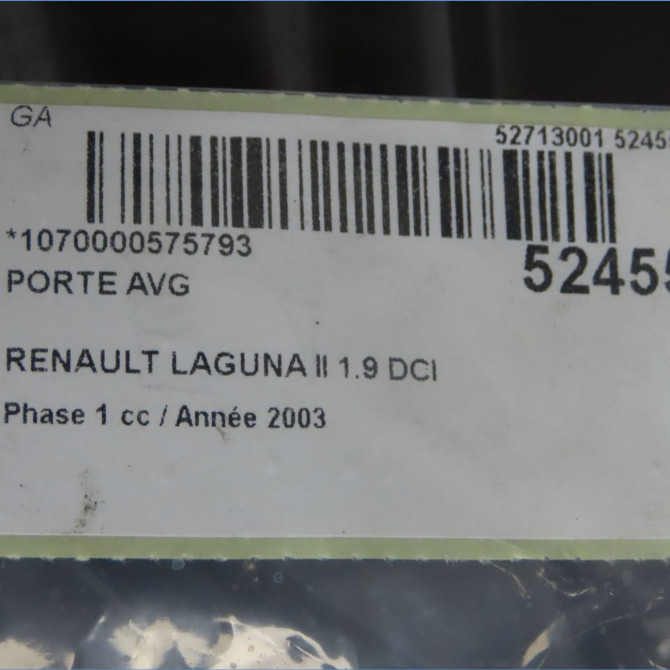 GA
52713001 5245
*1070000575793
5245
PORTE AVG
RENAULT LAGUNA II 1.9 DCI
Phase 1 cc / Année 2003